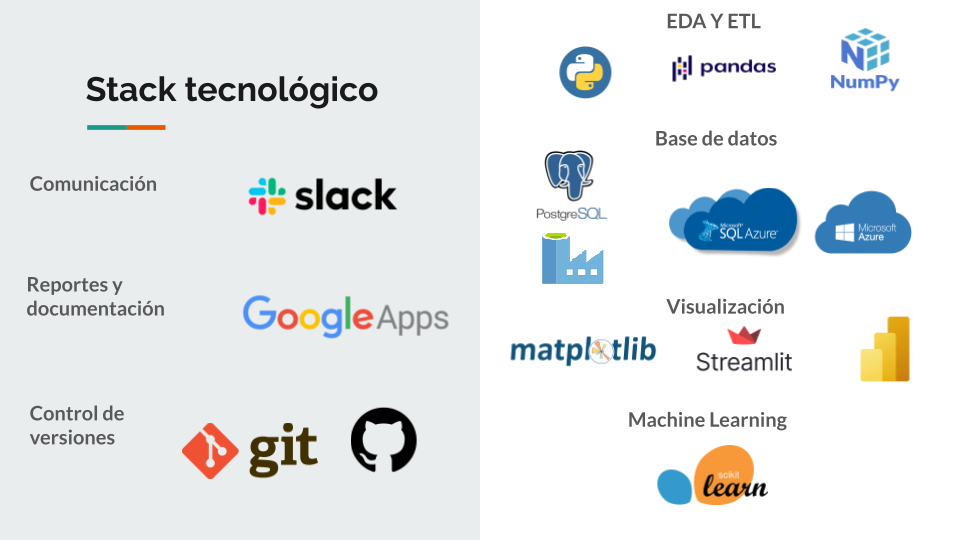 Stack tecnológico
Comunicación
slack
Reportes y
documentación
Google Apps
Control de
versiones
git
EDA Y ETL
pandas
NumPy
Base de datos
PostgreSQL
Microsoft
SQL Azure
Microsoft
Azure
Visualización
matplotlib
Streamlit
Machine Learning
scikit
learn